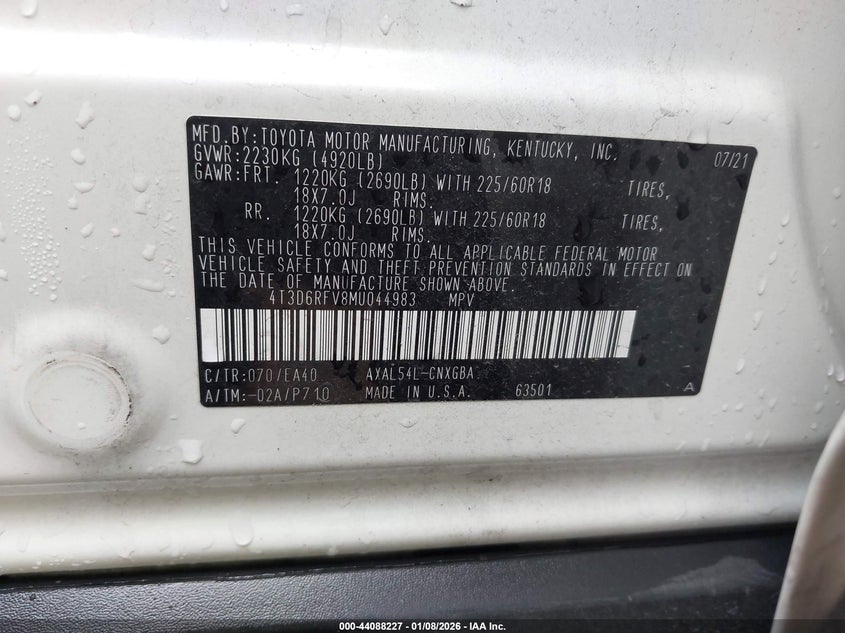 MFD.BY:TOYOTA MOTOR MANUFACTURING, KENTUCKY, INC. 07/21
GVWR:2230KG (4920LB)
GAWR:FRT. 1220KG (2690LB) WITH 225/60R18 TIRES,
18X7.0J RIMS.
RR. 1220KG (2690LB) WITH 225/60R18 TIRES,
18X7.0J RIMS.
THIS VEHICLE CONFORMS TO ALL APPLICABLE FEDERAL MOTOR
VEHICLE SAFETY AND THEFT PREVENTION STANDARDS IN EFFECT ON
THE DATE OF MANUFACTURE SHOWN ABOVE.
4T3D6RFV8MU044983 MPV
C/TR:070/EA40 AXAL54L-CNXGBA A
A/TM:-02A/P710 MADE IN U.S.A. 63501
000-44088227 - 01/08/2026 - IAA Inc.